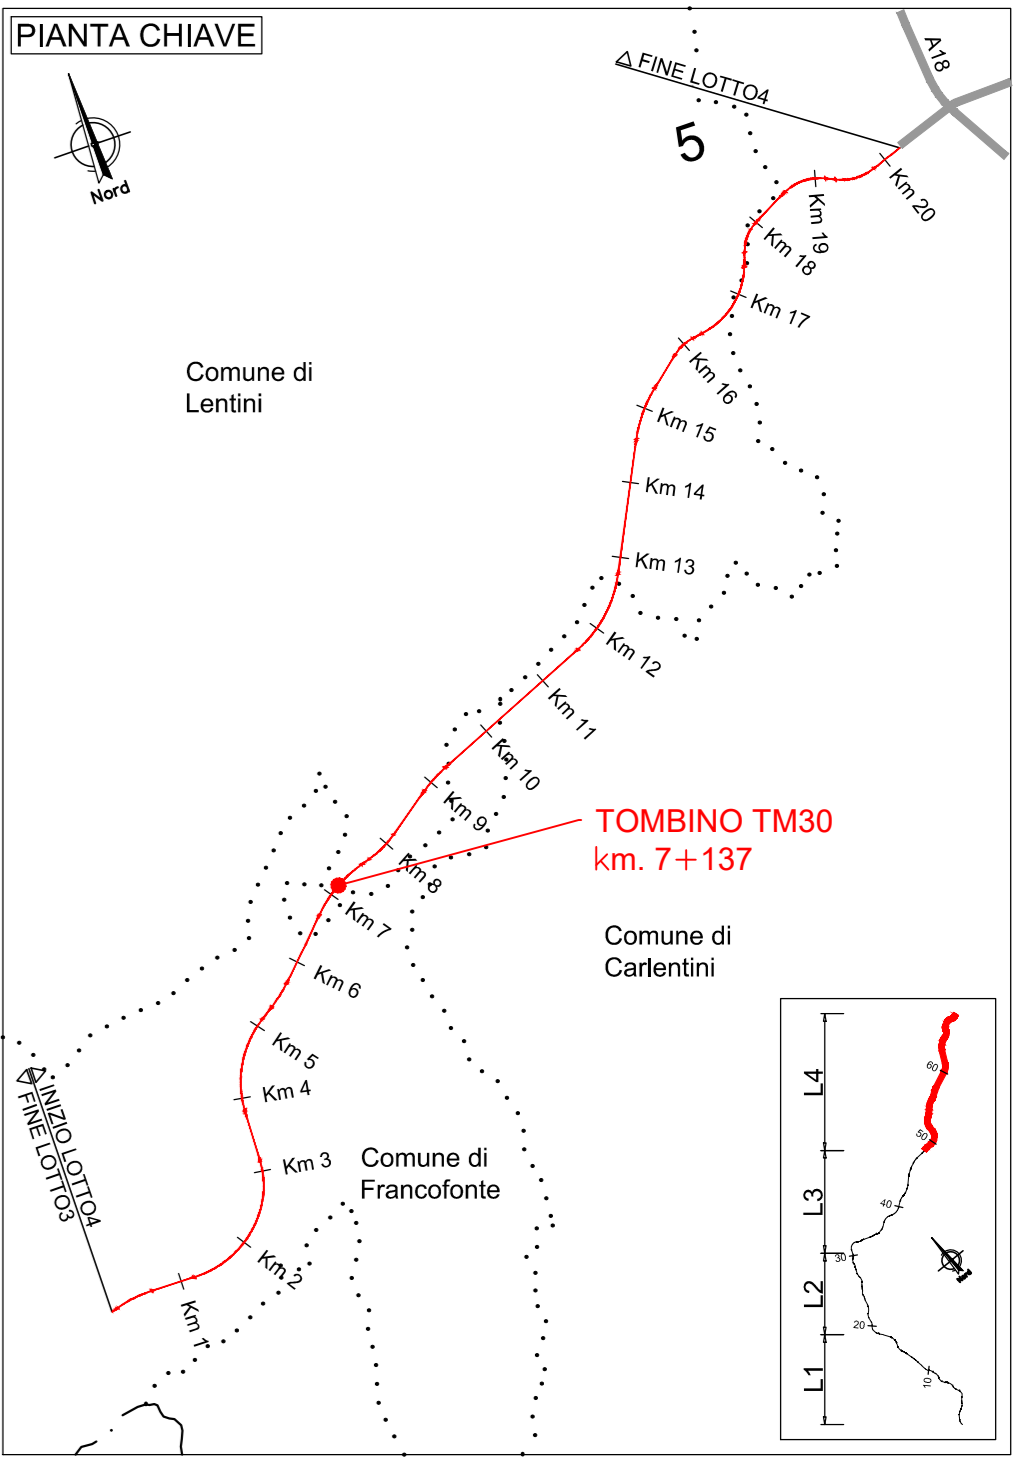 PIANTA CHIAVE
Nord
FINE LOTTO4
A18
5
Km 20
Km 19
Km 18
Km 17
Km 16
Km 15
Km 14
Km 13
Km 12
Km 11
Km 10
Km 9
Km 8
Km 7
Km 6
Km 5
Km 4
Km 3
Km 2
Km 1
Comune di
Lentini
TOMBINO TM30
km. 7+137
Comune di
Carlentini
INIZIO LOTTO4
FINE LOTTO3
Comune di
Francofonte
L4
L3
L2
L1
60
50
40
30
20
10
Nord